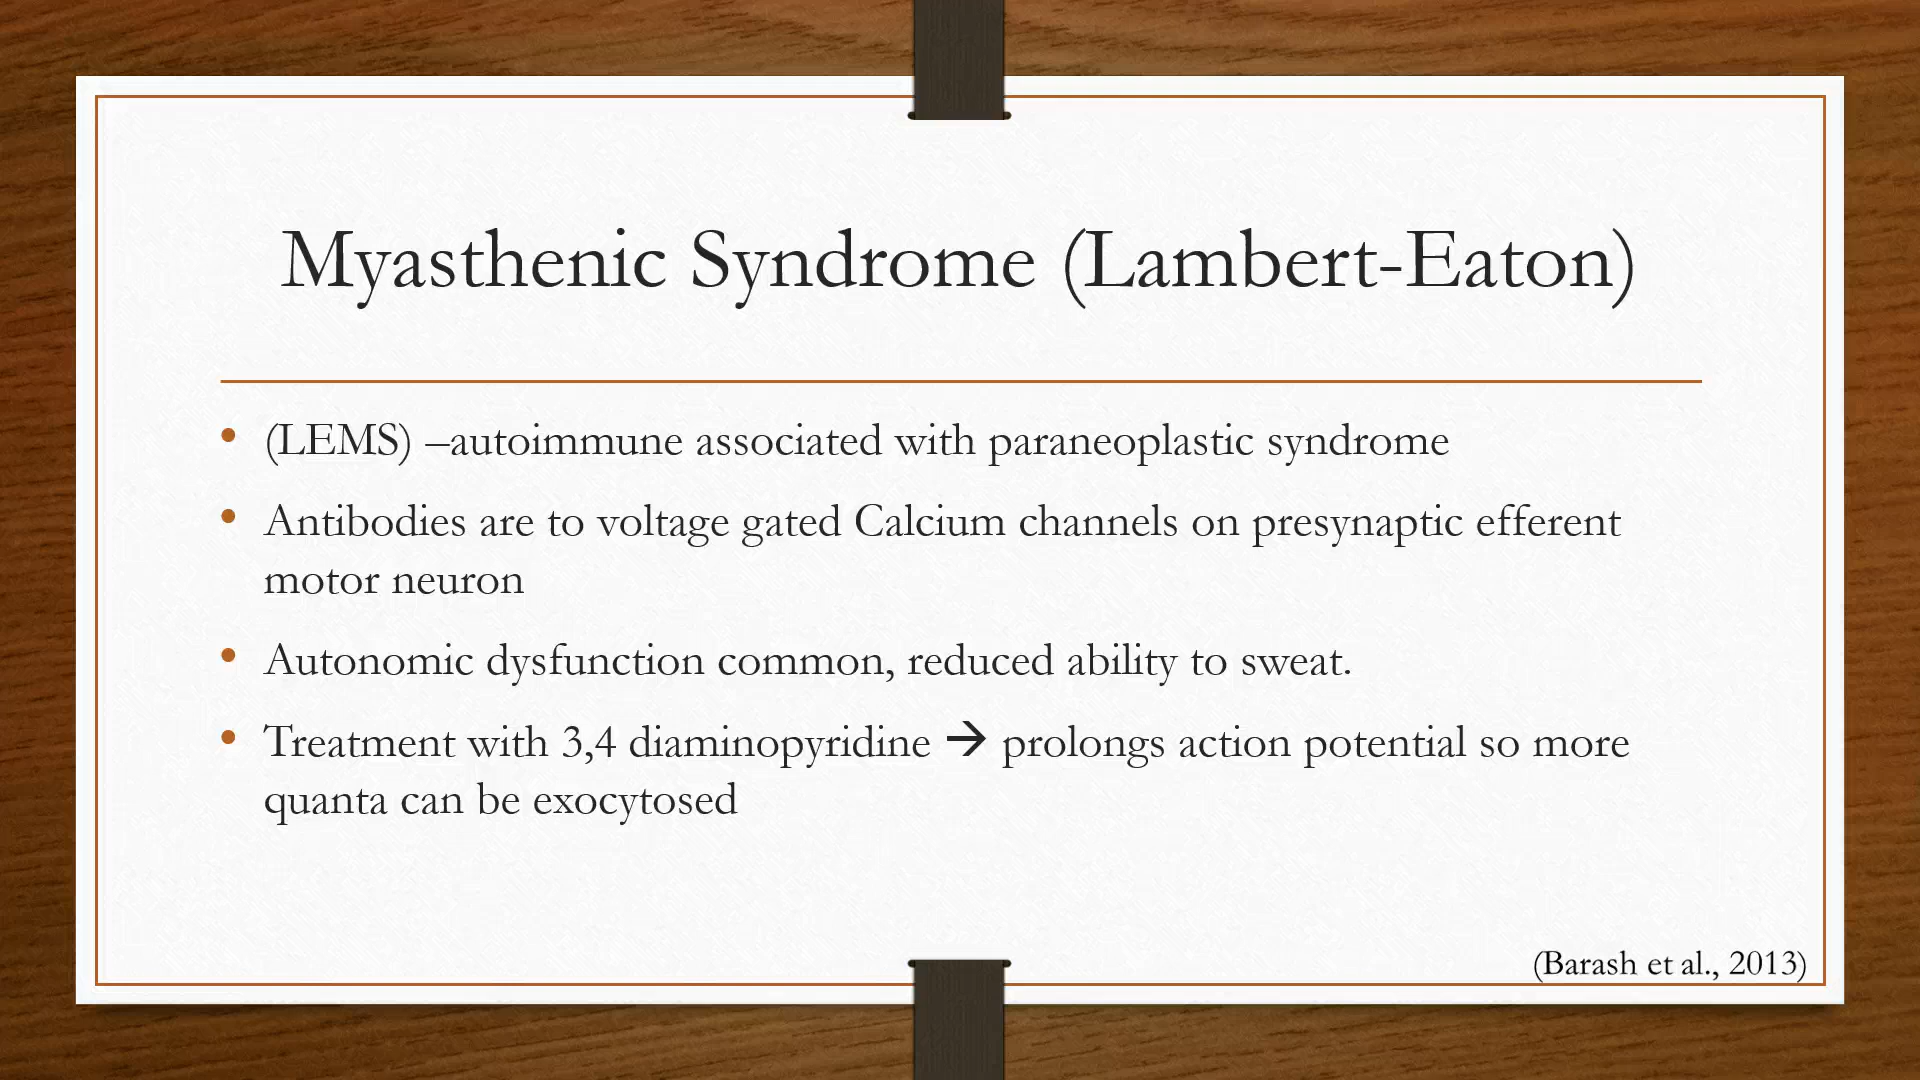 Myasthenic Syndrome (Lambert-Eaton)
• (LEMS) –autoimmune associated with paraneoplastic syndrome
• Antibodies are to voltage gated Calcium channels on presynaptic efferent
motor neuron
• Autonomic dysfunction common, reduced ability to sweat.
• Treatment with 3,4 diaminopyridine → prolongs action potential so more
quanta can be exocytosed
(Barash et al., 2013)